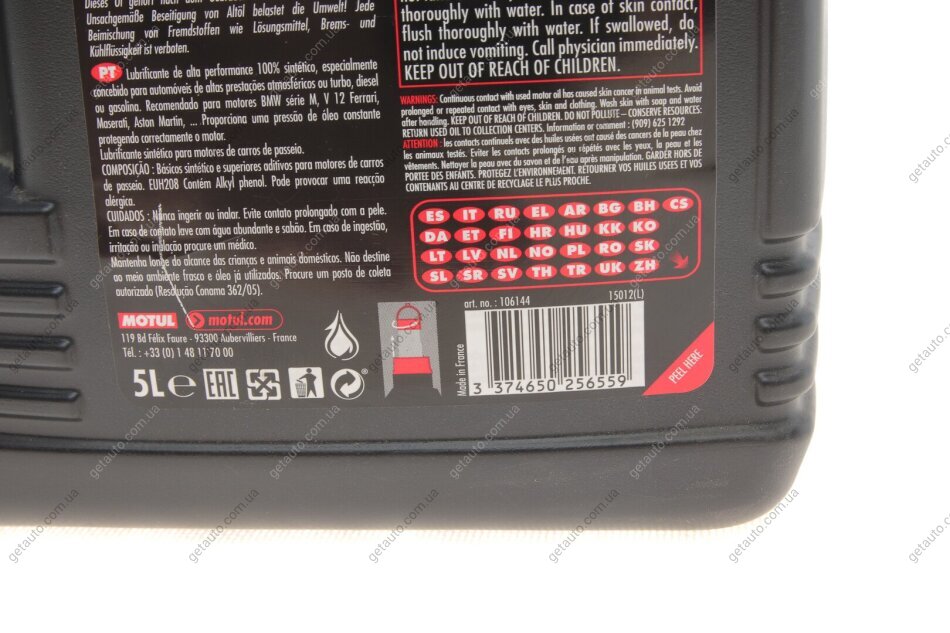 Unsachgemäße Beseitigung von Altöl belastet die Umwelt! Jede
Beimischung von Fremdstoffen wie Lösungsmittel, Brems- und
Kühlflüssigkeit ist verboten.
PT Lubrificante de alta performance 100% sintético, especialmente
concebido para automóveis de altas prestações atmosféricos ou turbo, diesel
ou gasolina. Recomendado para motores BMW série M, V 12 Ferrari,
Maserati, Aston Martin, ... Proporciona uma pressão de óleo constante
protegendo correctamente o motor.
Lubrificante sintético para motores de carros de passeio.
COMPOSIÇÃO : Básicos sintético e superiores aditivos para motores de carros
de passeio. EUH208 Contém Alkyl phenol. Pode provocar uma reacção
alérgica.
CUIDADOS : Nunca ingerir ou inalar. Evite contato prolongado com a pele.
Em caso de contato lave com água abundante e sabão. Em caso de ingestão,
irritação ou inalação procure um médico.
Mantenha longe do alcance das crianças e animais domésticos. Não destine
ao meio ambiente frasco e óleo já utilizados. Procure um posto de coleta
autorizado (Resolução Conama 362/05).
MOTUL motul.com
119 Bd Félix Faure - 93300 Aubervilliers - France
Tél. : +33 (0) 1 48 11 70 00
5L e EAC
thoroughly with water. In case of skin contact,
flush thoroughly with water. If swallowed, do
not induce vomiting. Call physician immediately.
KEEP OUT OF REACH OF CHILDREN.
WARNINGS: Continuous contact with used motor oil has caused skin cancer in animal tests. Avoid
prolonged or repeated contact with eyes, skin and clothing. Wash skin with soap and water
after handling. KEEP OUT OF REACH OF CHILDREN. DO NOT POLLUTE – CONSERVE RESOURCES:
RETURN USED OIL TO COLLECTION CENTERS. Information or comment : (909) 625 1292
ATTENTION : les contacts continuels avec des huiles usées ont causé des cancers de la peau chez
les animaux testés. Eviter les contacts prolongés ou répétés avec les yeux, la peau et les
vêtements. Nettoyer la peau avec du savon et de l'eau après manipulation. GARDER HORS DE
PORTEE DES ENFANTS. PROTEGEZ L'ENVIRONNEMENT. RETOURNER VOS HUILES USEES ET VOS
CONTENANTS AU CENTRE DE RECYCLAGE LE PLUS PROCHE.
ES IT RU EL AR BG BH CS
DA ET FI HR HU KK KO
LT LV NL NO PL RO SK
SL SR SV TH TR UK ZH
art. no. : 106144 15012(L)
Made in France
3 374650 256559
PEEL HERE
getauto.com.ua